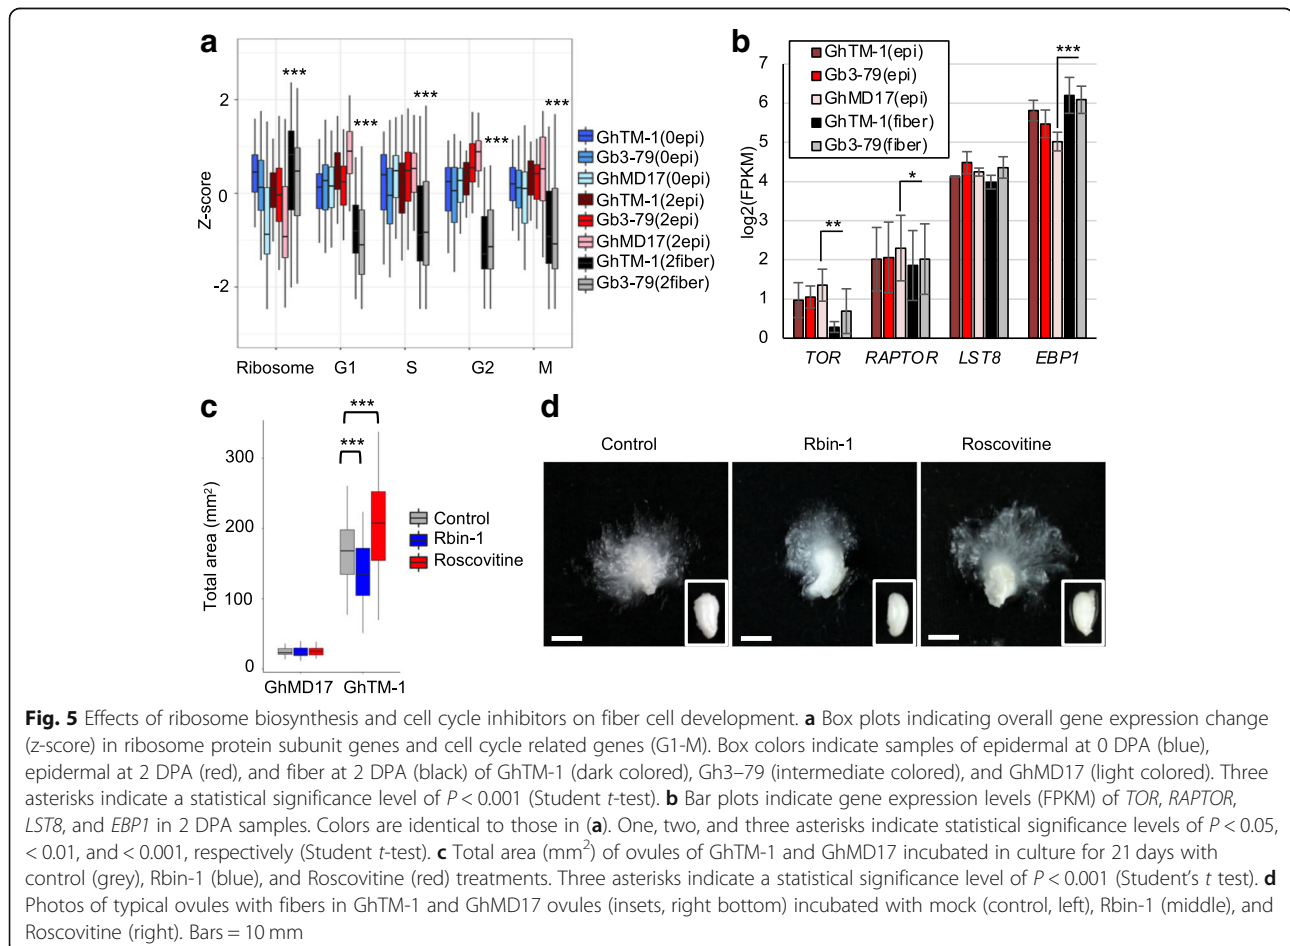 a
***
***
***
***
***
2
0
-2
Z-score
Ribosome
G1
S
G2
M
GhTM-1(0epi)
Gb3-79(0epi)
GhMD17(0epi)
GhTM-1(2epi)
Gb3-79(2epi)
GhMD17(2epi)
GhTM-1(2fiber)
Gb3-79(2fiber)
b
GhTM-1(epi)
Gb3-79(epi)
GhMD17(epi)
GhTM-1(fiber)
Gb3-79(fiber)
***
*
**
7
6
5
4
3
2
1
0
log2(FPKM)
TOR
RAPTOR
LST8
EBP1
c
***
***
300
200
100
0
Total area (mm²)
GhMD17
GhTM-1
Control
Rbin-1
Roscovitine
d
Control
Rbin-1
Roscovitine
Fig. 5 Effects of ribosome biosynthesis and cell cycle inhibitors on fiber cell development. a Box plots indicating overall gene expression change
(z-score) in ribosome protein subunit genes and cell cycle related genes (G1-M). Box colors indicate samples of epidermal at 0 DPA (blue),
epidermal at 2 DPA (red), and fiber at 2 DPA (black) of GhTM-1 (dark colored), Gh3–79 (intermediate colored), and GhMD17 (light colored). Three
asterisks indicate a statistical significance level of P < 0.001 (Student t-test). b Bar plots indicate gene expression levels (FPKM) of TOR, RAPTOR,
LST8, and EBP1 in 2 DPA samples. Colors are identical to those in (a). One, two, and three asterisks indicate statistical significance levels of P < 0.05,
< 0.01, and < 0.001, respectively (Student t-test). c Total area (mm²) of ovules of GhTM-1 and GhMD17 incubated in culture for 21 days with
control (grey), Rbin-1 (blue), and Roscovitine (red) treatments. Three asterisks indicate a statistical significance level of P < 0.001 (Student's t test). d
Photos of typical ovules with fibers in GhTM-1 and GhMD17 ovules (insets, right bottom) incubated with mock (control, left), Rbin-1 (middle), and
Roscovitine (right). Bars = 10 mm